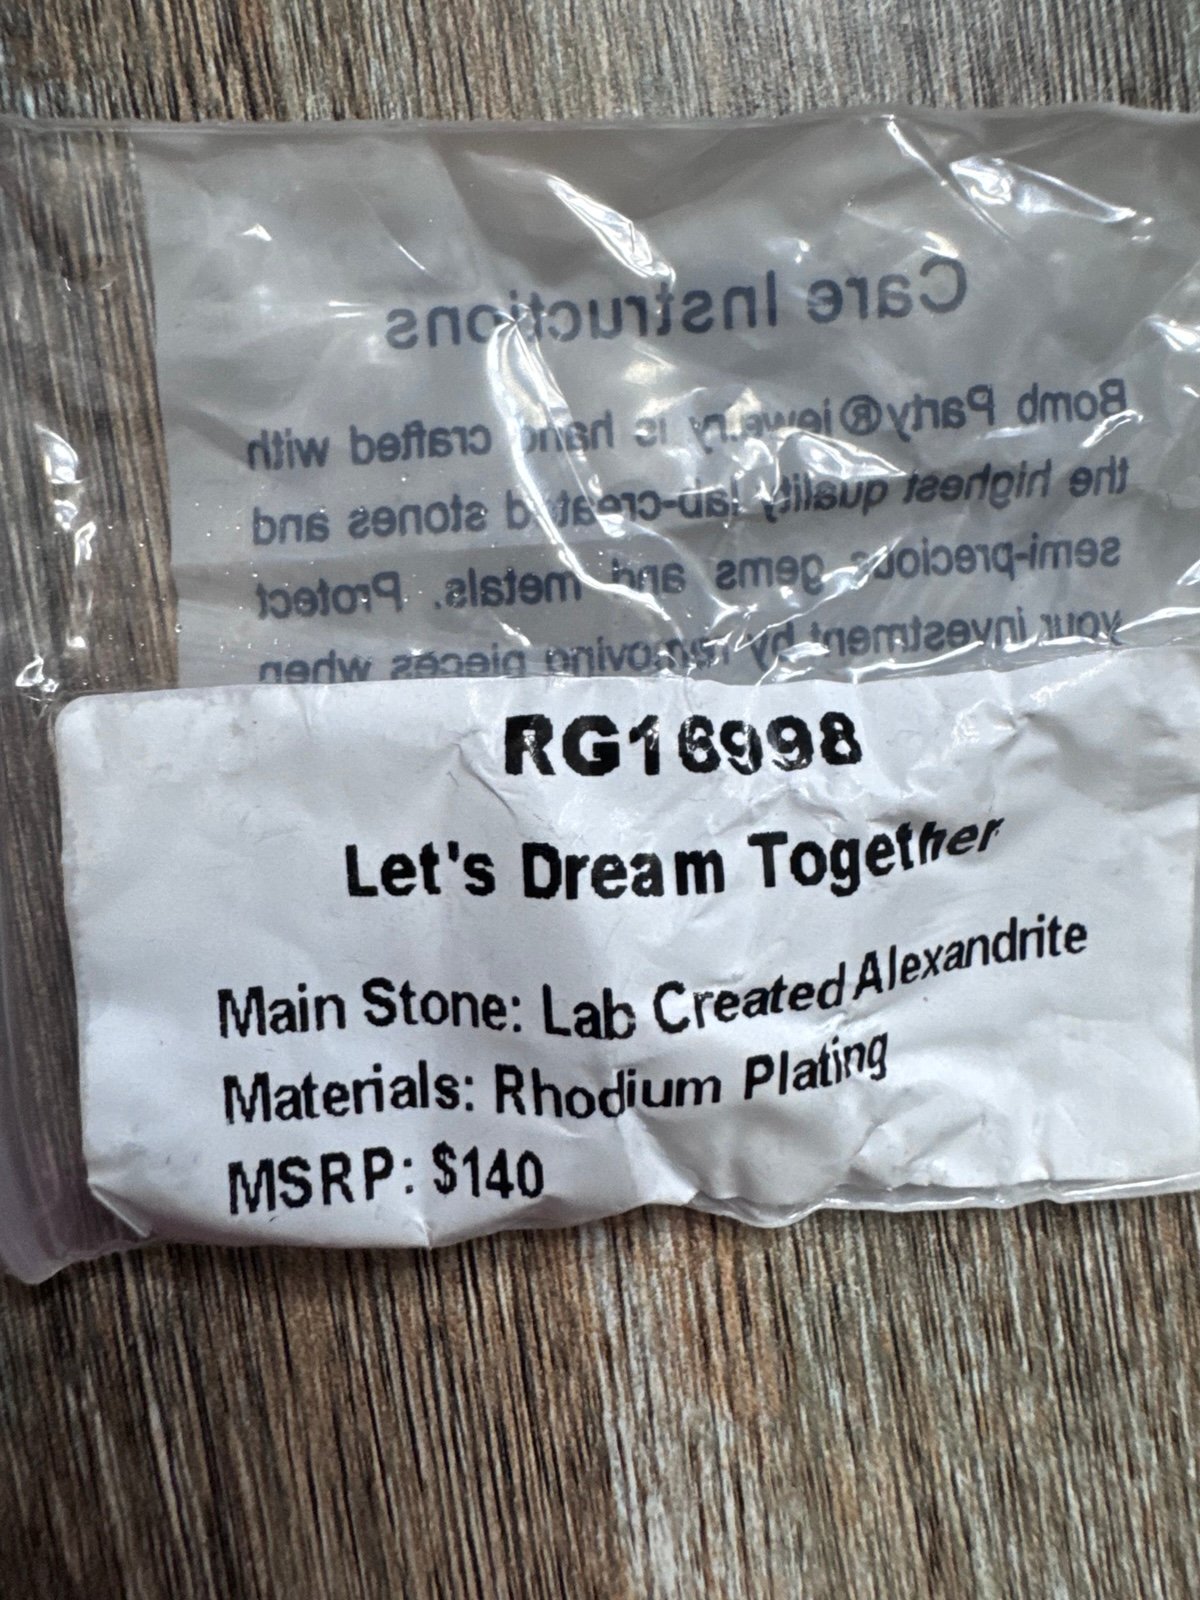 Care Instructions
Bomb Party® jewelry is hand crafted with
the highest quality lab-created stones and
semi-precious gems and metals. Protect
your investment by removing pieces when
RG16998
Let's Dream Together
Main Stone: Lab Created Alexandrite
Materials: Rhodium Plating
MSRP: $140